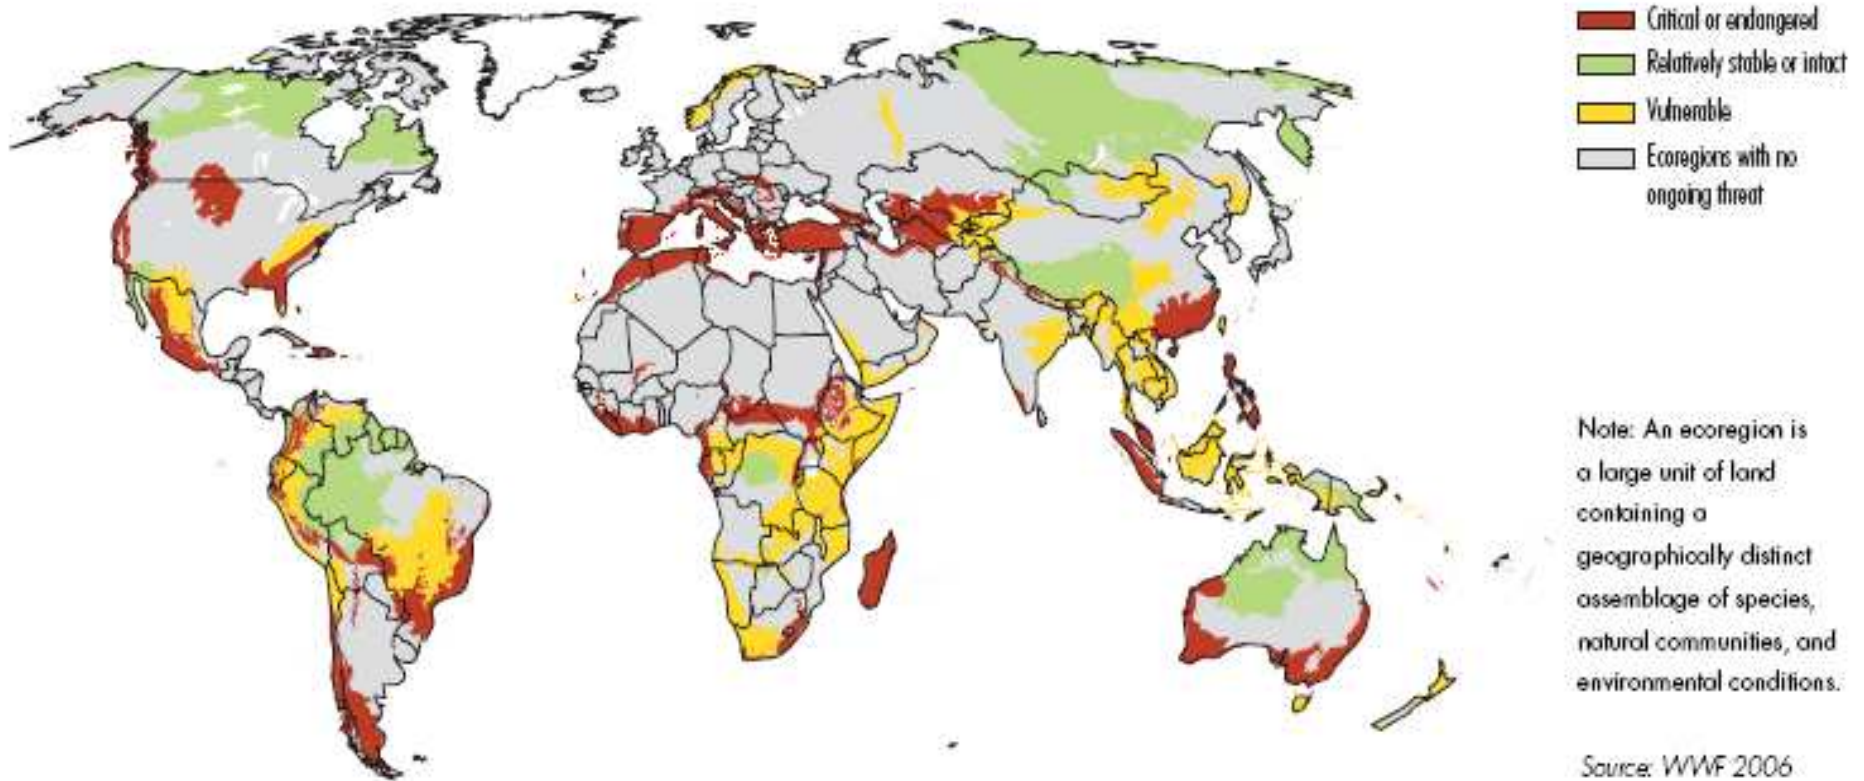 Critical or endangered
Relatively stable or intact
Vulnerable
Ecoregions with no
ongoing threat
Note: An ecoregion is
a large unit of land
containing a
geographically distinct
assemblage of species,
natural communities, and
environmental conditions.
Source: WWF 2006